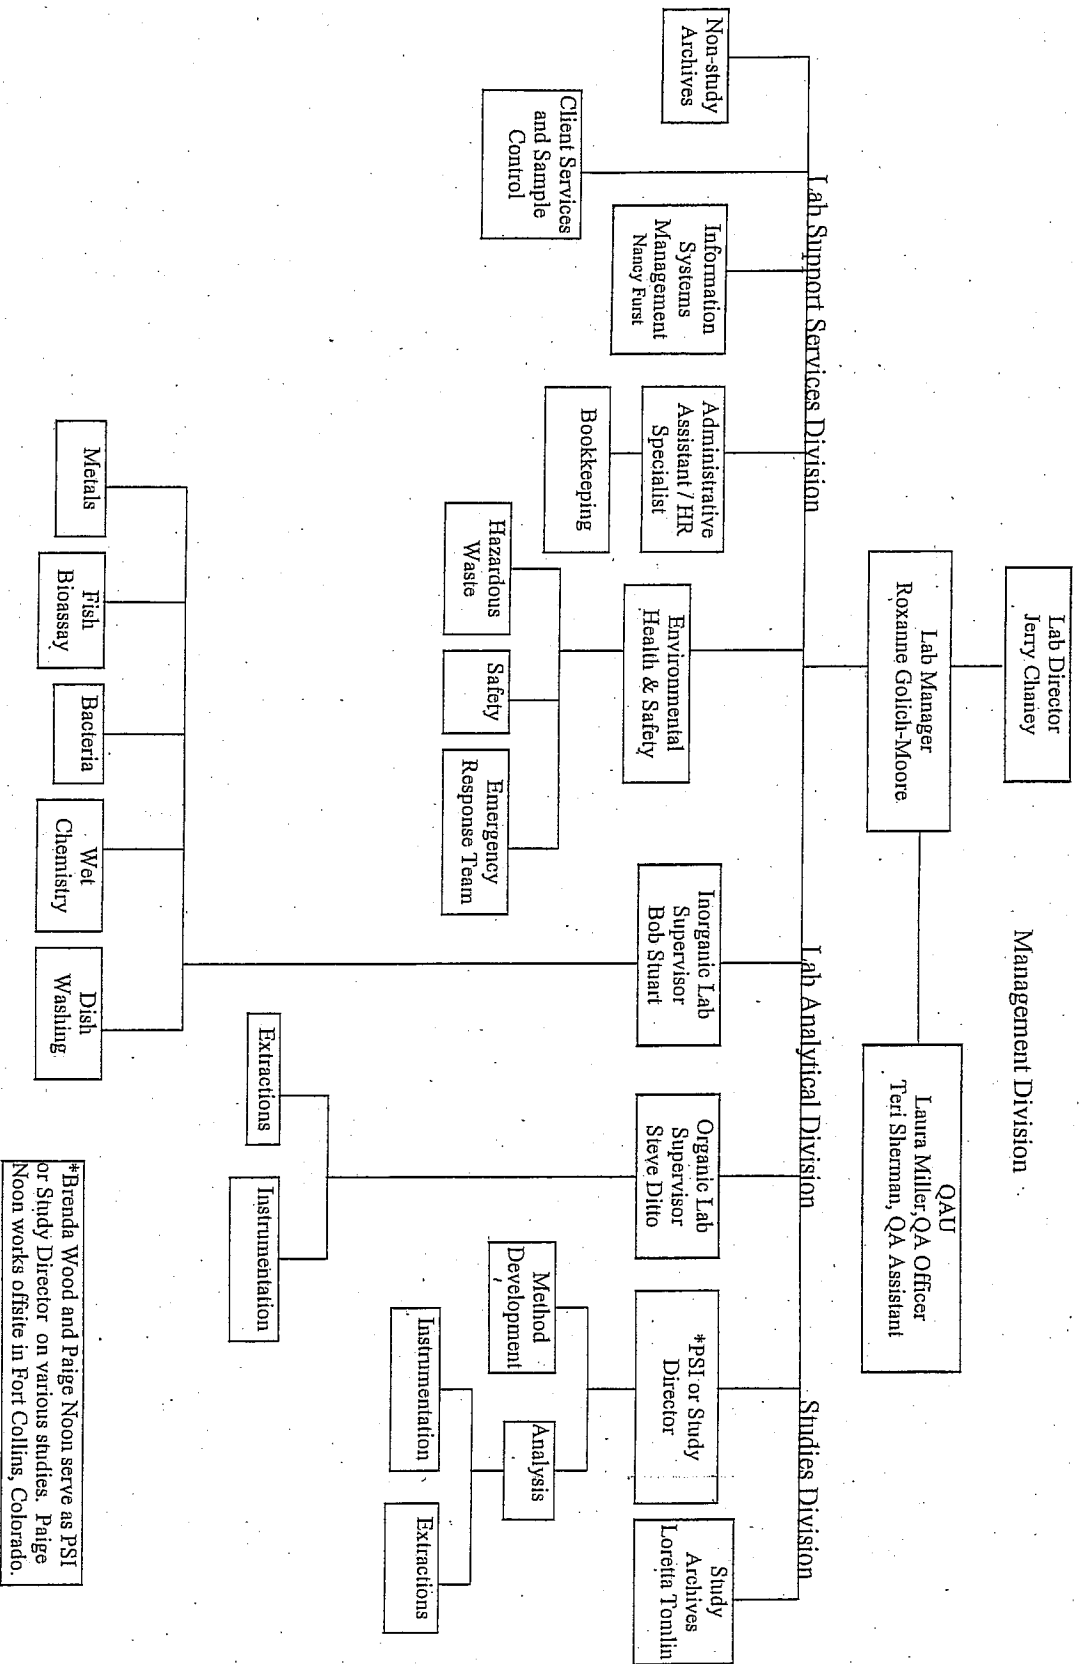 Management Division
Lab Director
Jerry Chaney
Lab Manager
Roxanne Golich-Moore
QAU
Laura Miller,QA Officer
Teri Sherman, QA Assistant
Lab Support Services Division
Lab Analytical Division
Studies Division
Non-study
Archives
Client Services
and Sample
Control
Information
Systems
Management
Nancy Furst
Administrative
Assistant / HR
Specialist
Bookkeeping
Environmental
Health & Safety
Hazardous
Waste
Safety
Emergency
Response Team
Inorganic Lab
Supervisor
Bob Stuart
Metals
Fish
Bioassay
Bacteria
Wet
Chemistry
Dish
Washing
Organic Lab
Supervisor
Steve Ditto
Extractions
Instrumentation
*PSI or Study
Director
Method
Development
Analysis
Instrumentation
Extractions
Study
Archives
Loretta Tomlin
*Brenda Wood and Paige Noon serve as PSI
or Study Director on various studies. Paige
Noon works offsite in Fort Collins, Colorado.